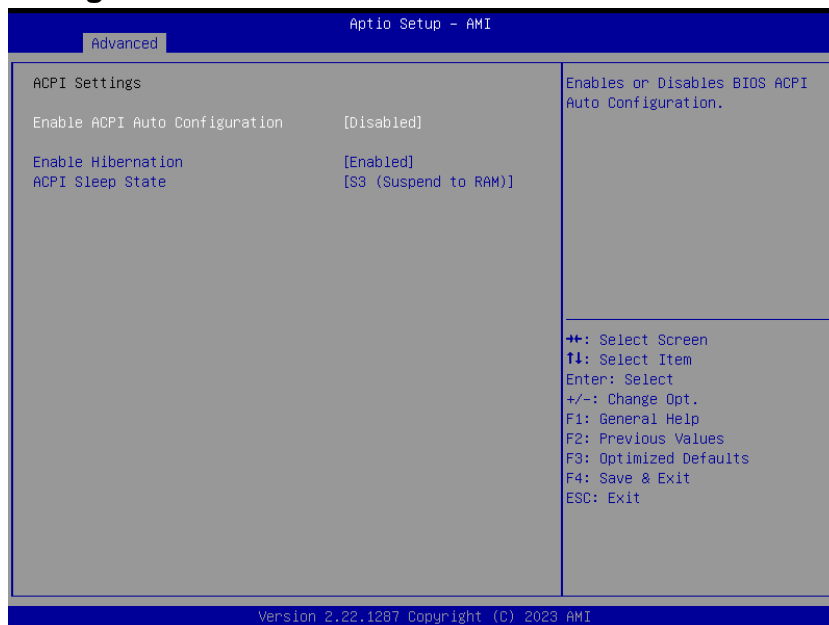 Aptio Setup – AMI
Advanced
ACPI Settings
Enable ACPI Auto Configuration [Disabled]
Enable Hibernation [Enabled]
ACPI Sleep State [S3 (Suspend to RAM)]
Enables or Disables BIOS ACPI
Auto Configuration.
→←: Select Screen
↑↓: Select Item
Enter: Select
+/-: Change Opt.
F1: General Help
F2: Previous Values
F3: Optimized Defaults
F4: Save & Exit
ESC: Exit
Version 2.22.1287 Copyright (C) 2023 AMI